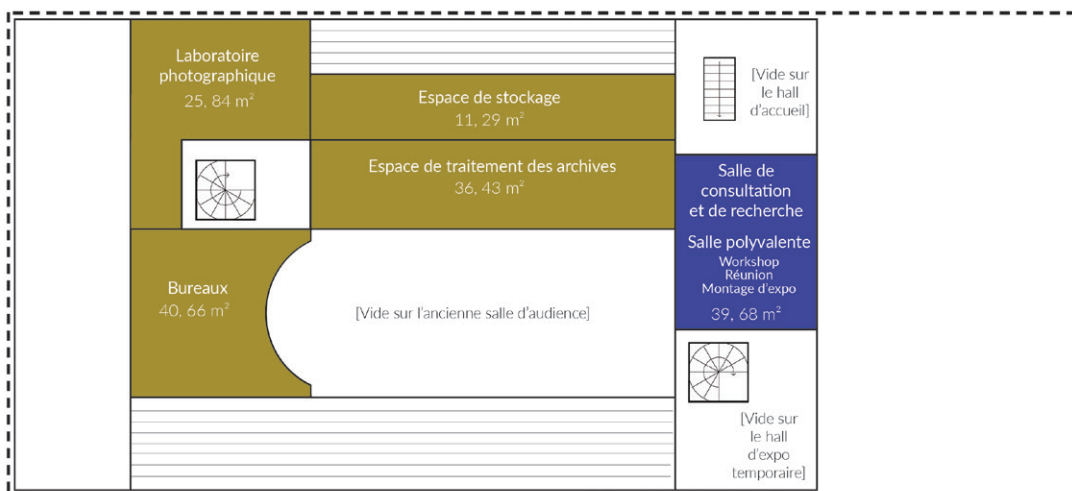 Laboratoire
photographique
25, 84 m²
Espace de stockage
11, 29 m²
[Vide sur
le hall
d'accueil]
Espace de traitement des archives
36, 43 m²
Salle de
consultation
et de recherche
Salle polyvalente
Workshop
Réunion
Montage d'expo
39, 68 m²
Bureaux
40, 66 m²
[Vide sur l'ancienne salle d'audience]
[Vide sur
le hall
d'expo
temporaire]